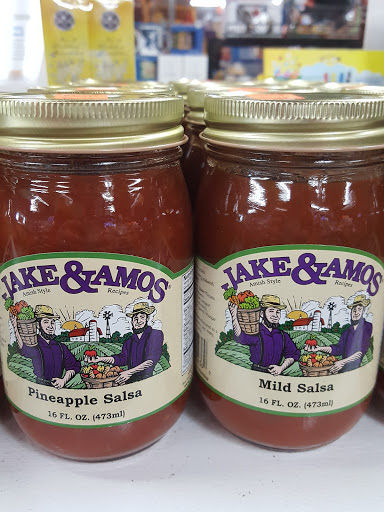 JAKE & AMOS®
Amish Style Recipes
Pineapple Salsa
16 FL. OZ. (473ml)
JAKE & AMOS
Amish Style Recipes
Mild Salsa
16 FL. OZ. (473ml)